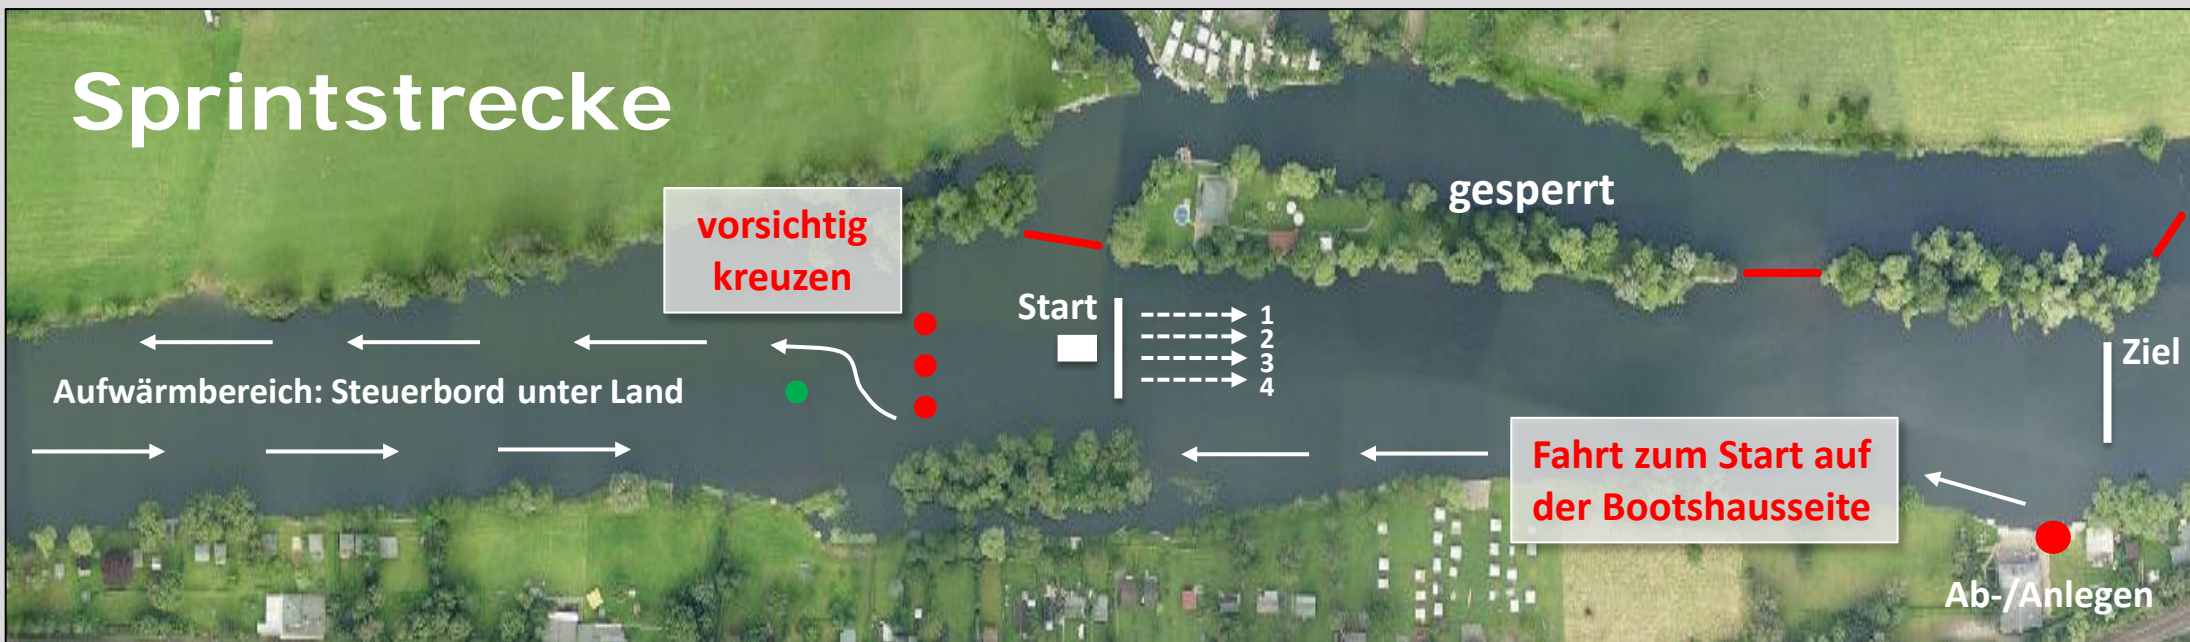 Sprintstrecke
vorsichtig
kreuzen
gesperrt
Start
1
2
3
4
Ziel
Aufwärmbereich: Steuerbord unter Land
Fahrt zum Start auf
der Bootshausseite
Ab-/Anlegen